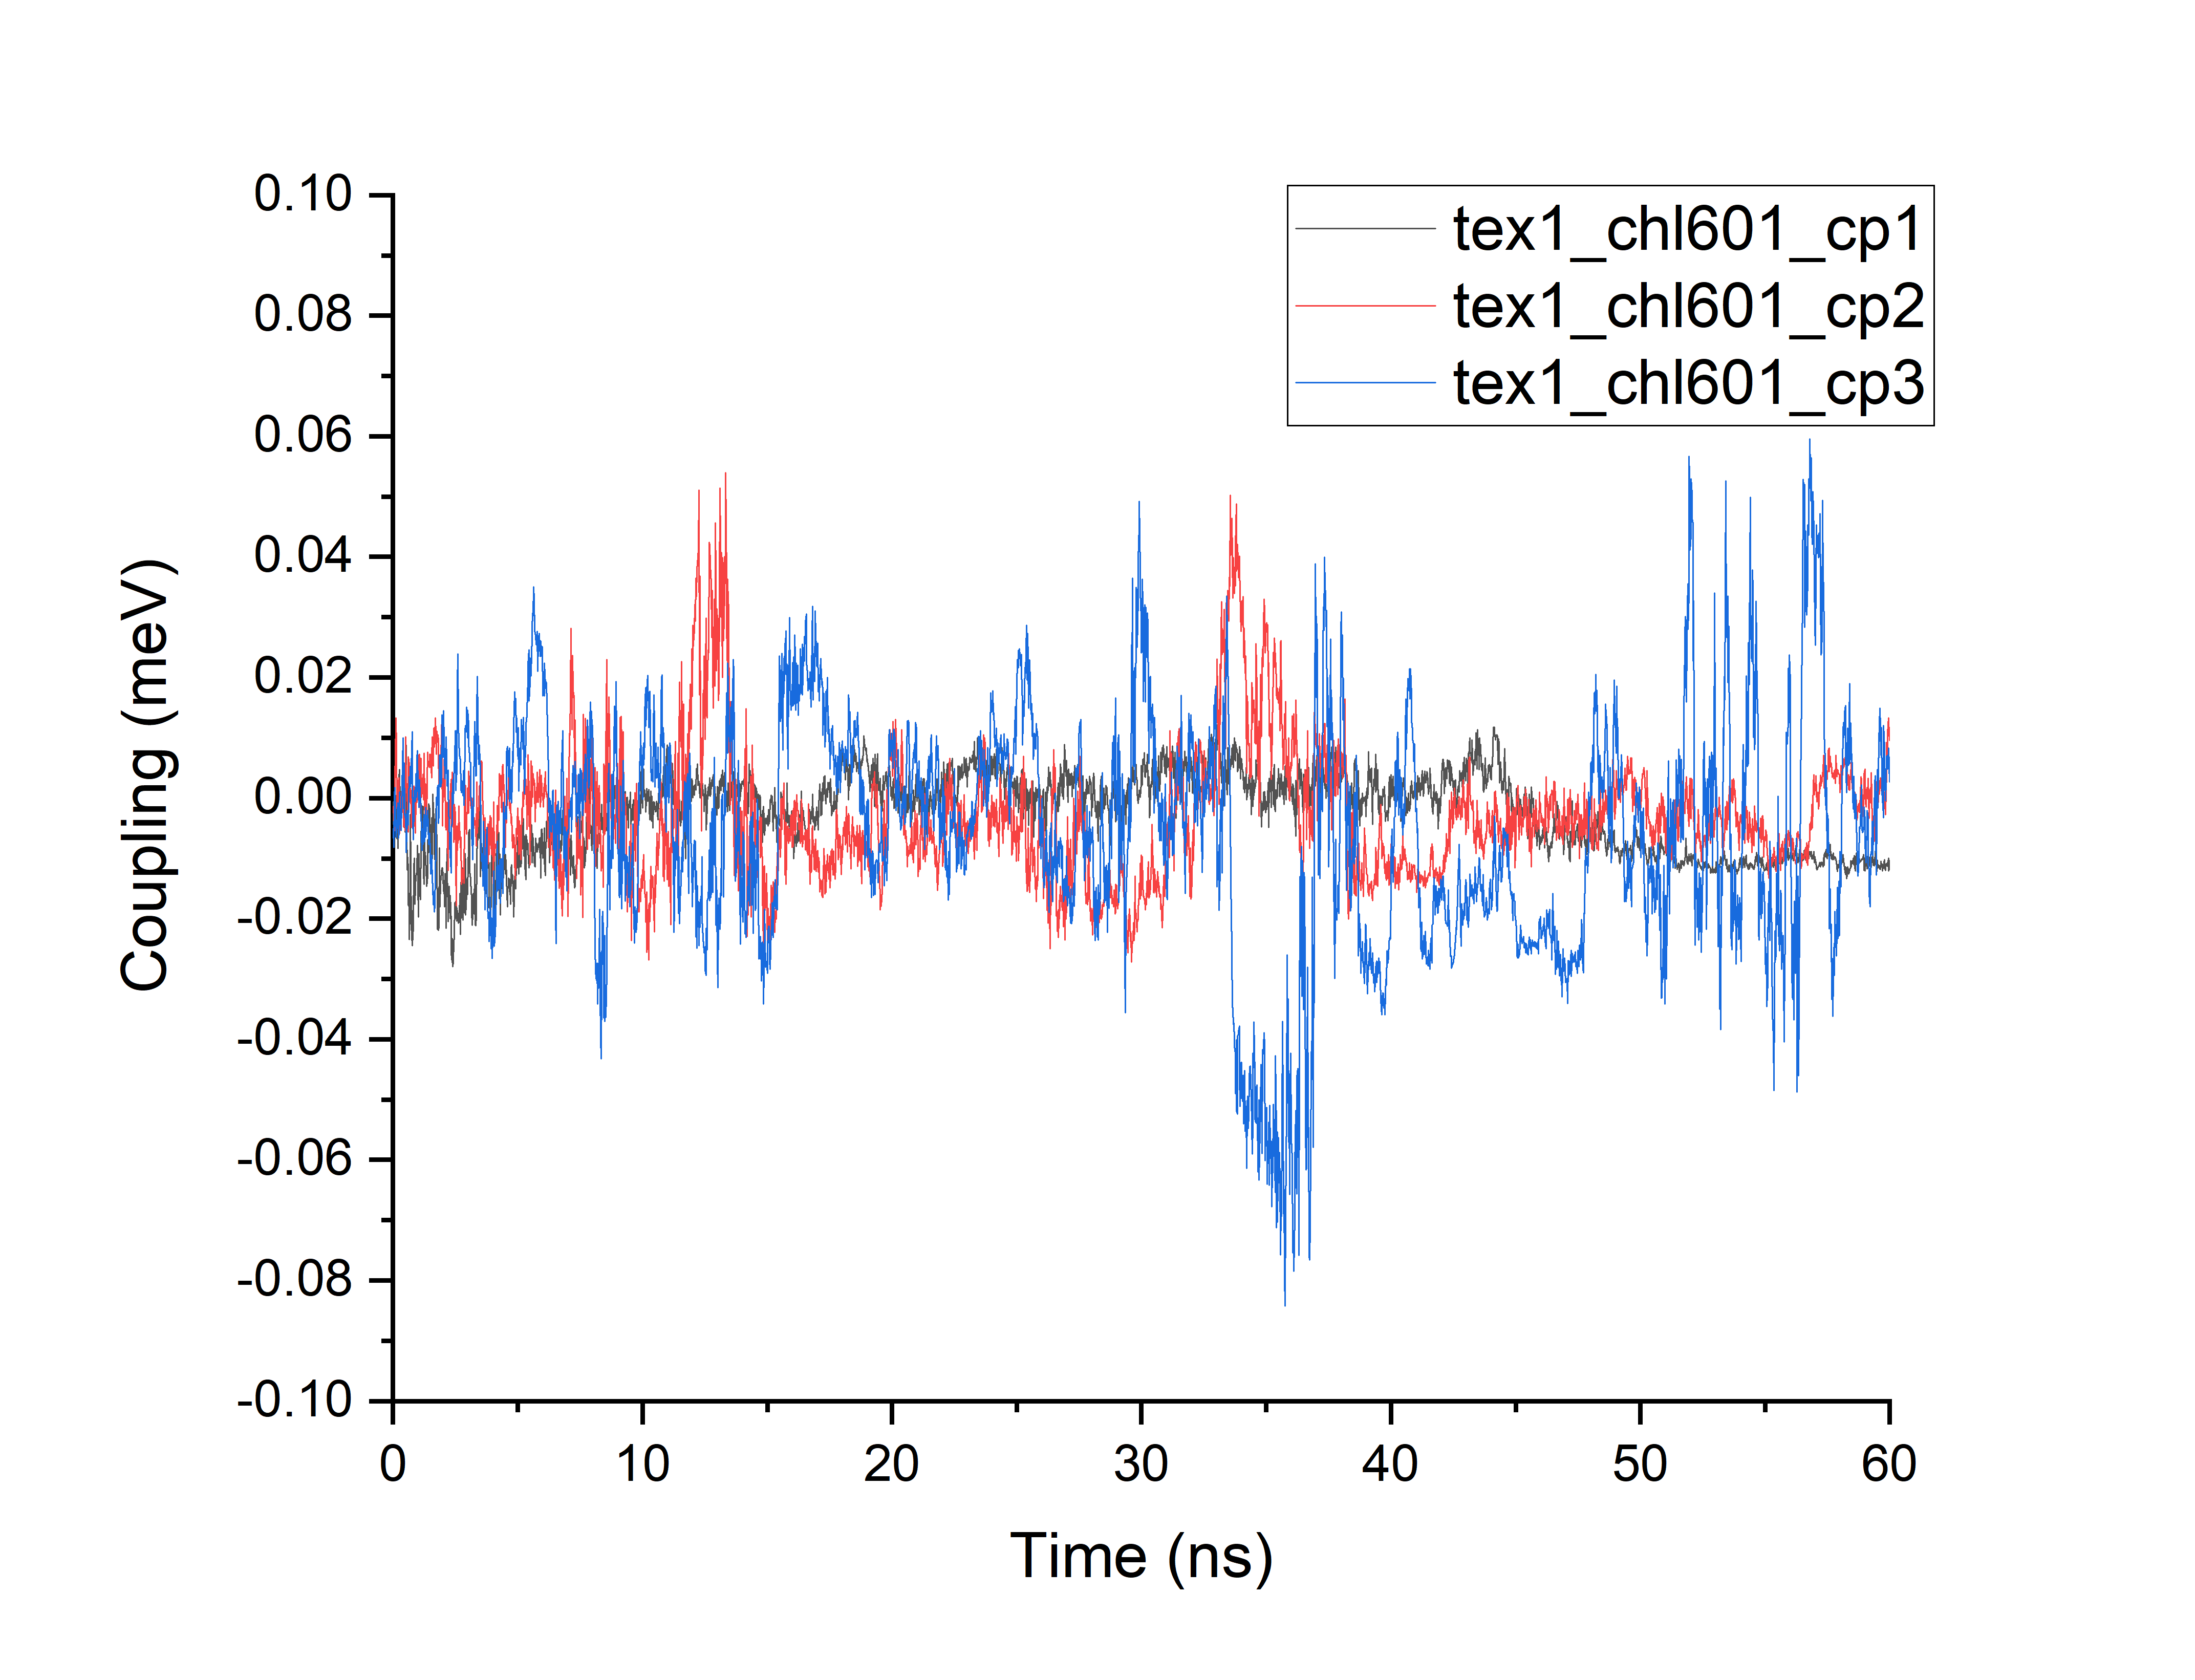 tex1_chl601_cp1
tex1_chl601_cp2
tex1_chl601_cp3
Coupling (meV)
0.10
0.08
0.06
0.04
0.02
0.00
-0.02
-0.04
-0.06
-0.08
-0.10
0 10 20 30 40 50 60
Time (ns)